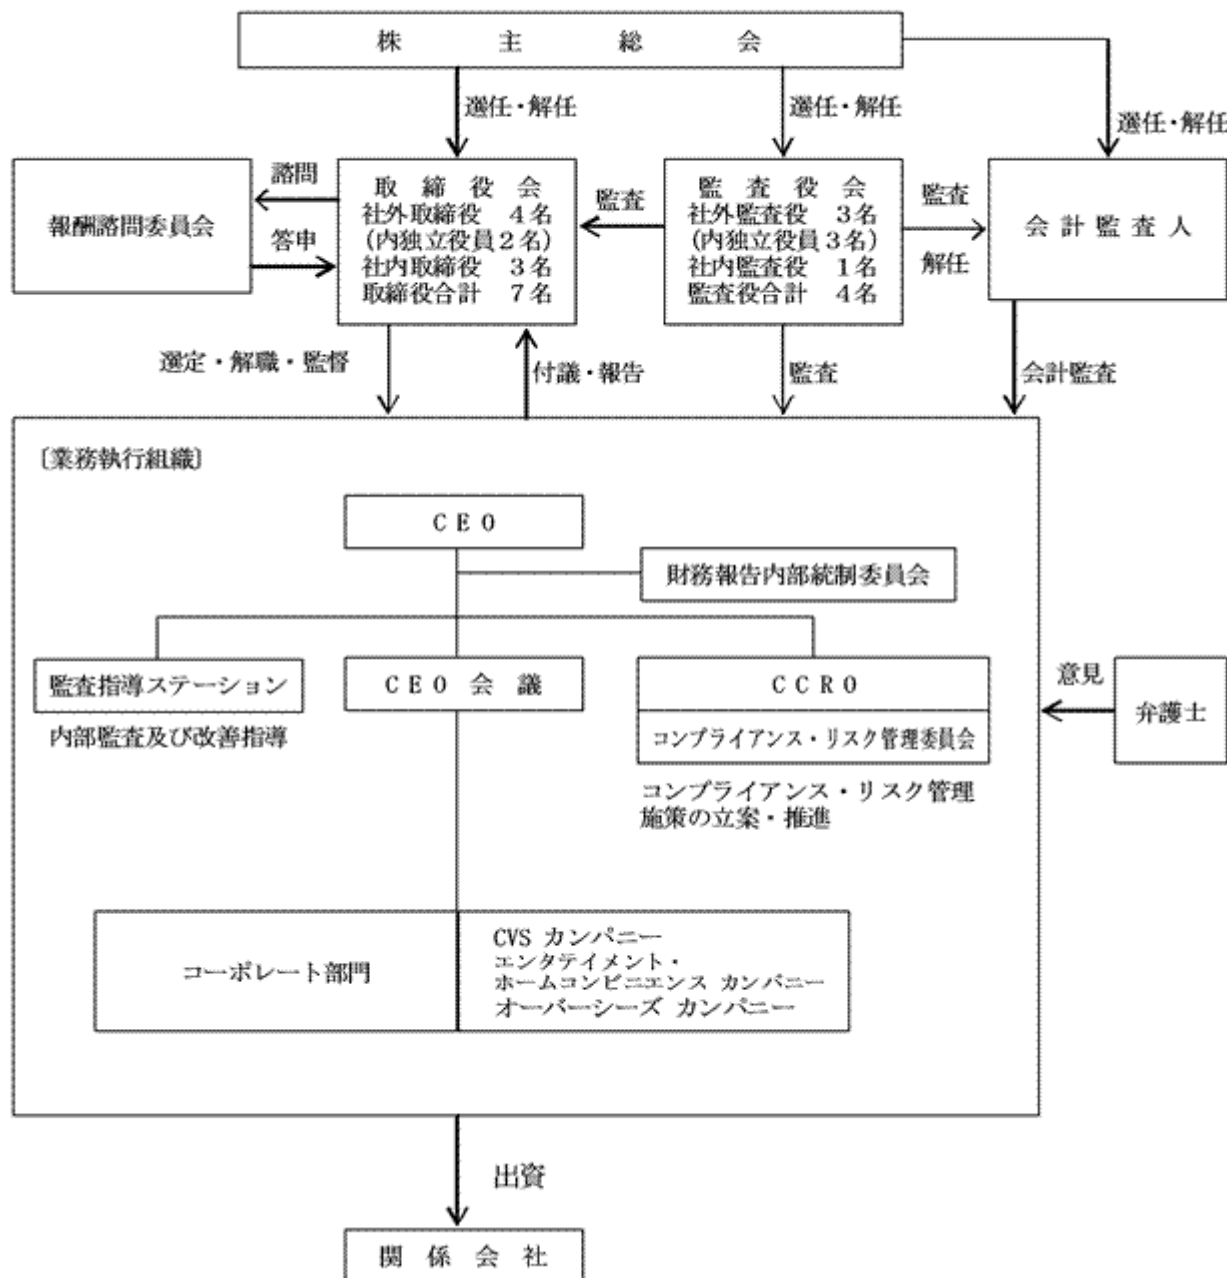 株主総会
選任・解任
選任・解任
選任・解任
報酬諮問委員会
諮問
答申
取締役会
社外取締役 4名
(内独立役員2名)
社内取締役 3名
取締役合計 7名
監査
監査役会
社外監査役 3名
(内独立役員3名)
社内監査役 1名
監査役合計 4名
監査
解任
会計監査人
選定・解職・監督
付議・報告
監査
会計監査
〔業務執行組織〕
CEO
財務報告内部統制委員会
監査指導ステーション
内部監査及び改善指導
CEO会議
CCRO
コンプライアンス・リスク管理委員会
コンプライアンス・リスク管理
施策の立案・推進
意見
弁護士
コーポレート部門
CVS カンパニー
エンタテイメント・
ホームコンビニエンス カンパニー
オーバーシーズ カンパニー
出資
関係会社